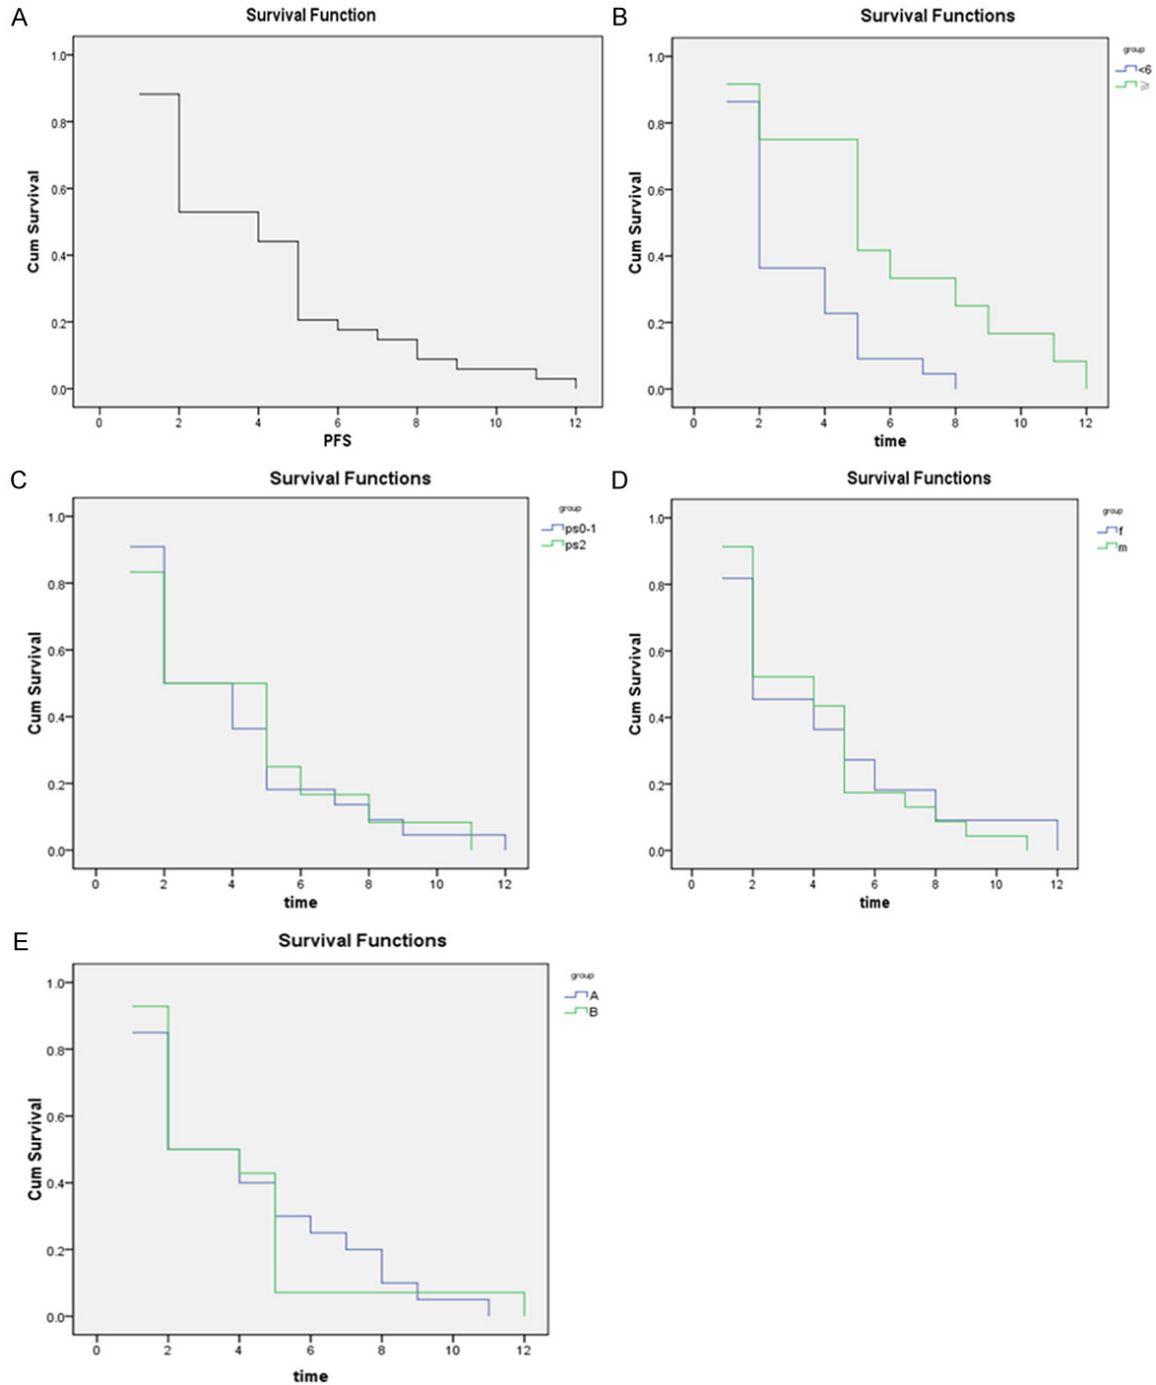 A
Survival Function
1.0
0.8
0.6
0.4
0.2
0.0
Cum Survival
0 2 4 6 8 10 12
PFS
B
Survival Functions
group
<6
1.0
0.8
0.6
0.4
0.2
0.0
Cum Survival
0 2 4 6 8 10 12
time
C
Survival Functions
group
ps0-1
ps2
1.0
0.8
0.6
0.4
0.2
0.0
Cum Survival
0 2 4 6 8 10 12
time
D
Survival Functions
group
f
m
1.0
0.8
0.6
0.4
0.2
0.0
Cum Survival
0 2 4 6 8 10 12
time
E
Survival Functions
group
A
B
1.0
0.8
0.6
0.4
0.2
0.0
Cum Survival
0 2 4 6 8 10 12
time